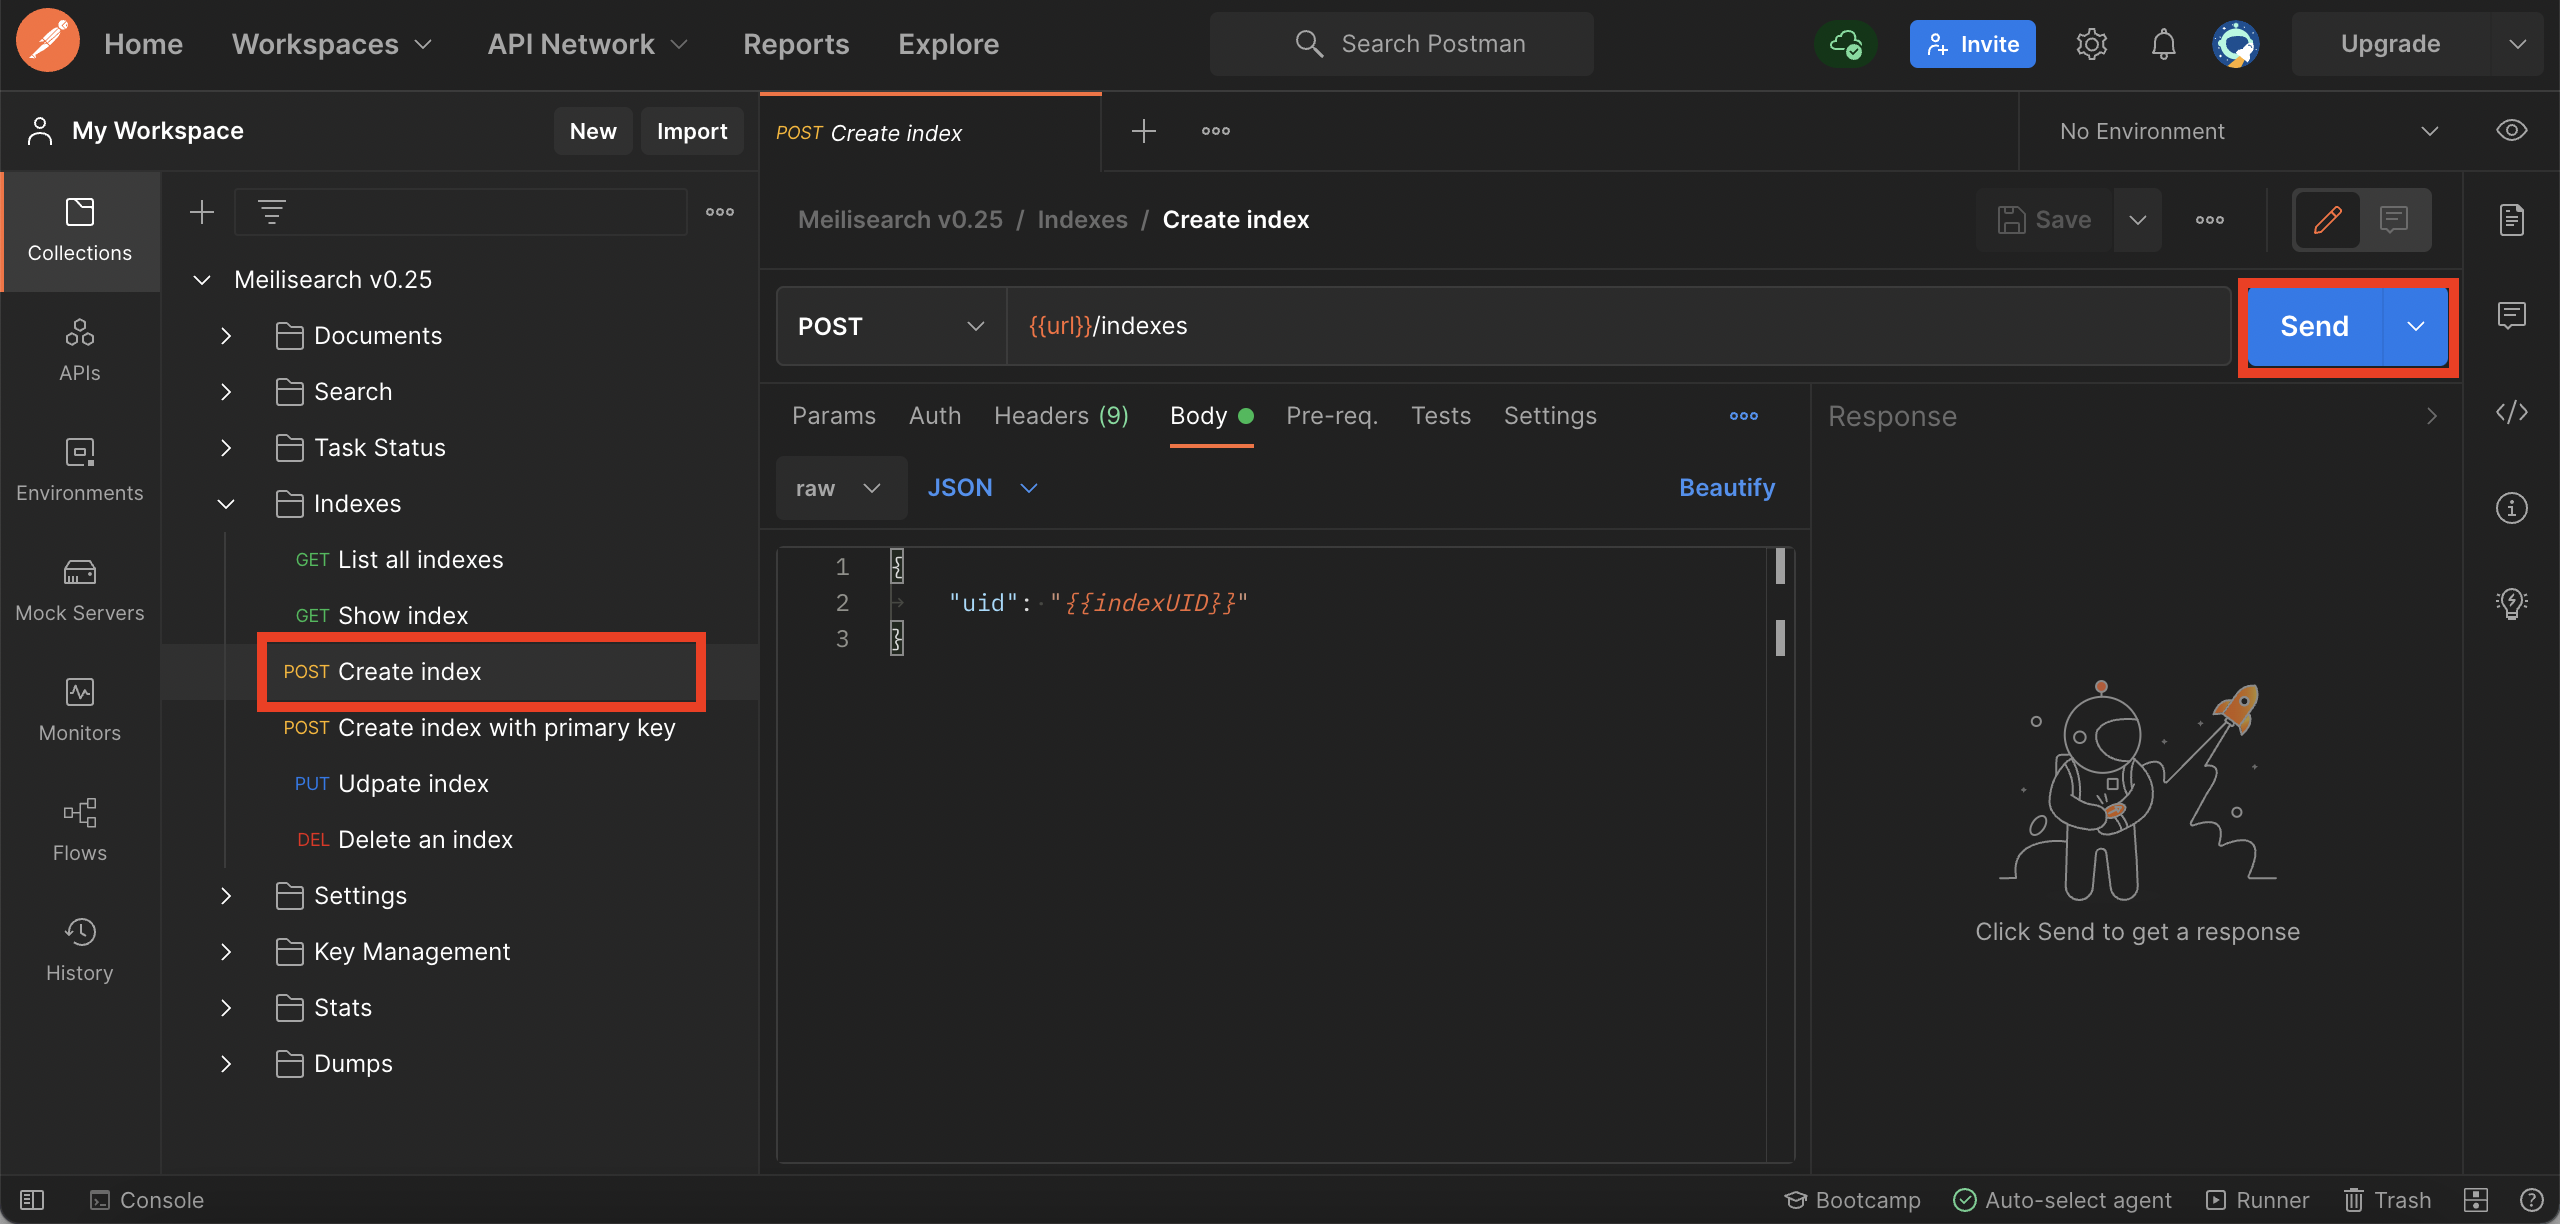 Home Workspaces API Network Reports Explore Search Postman Invite Upgrade
My Workspace New Import
POST Create index
No Environment
Collections
APIs
Environments
Mock Servers
Monitors
Flows
History
Meilisearch v0.25
Documents
Search
Task Status
Indexes
GET List all indexes
GET Show index
POST Create index
POST Create index with primary key
PUT Udpate index
DEL Delete an index
Settings
Key Management
Stats
Dumps
Meilisearch v0.25 / Indexes / Create index
Save
POST {{url}}/indexes Send
Params Auth Headers (9) Body Pre-req. Tests Settings
raw JSON Beautify
1 {
2 "uid": "{{indexUID}}"
3 }
Response
Click Send to get a response
Console Bootcamp Auto-select agent Runner Trash